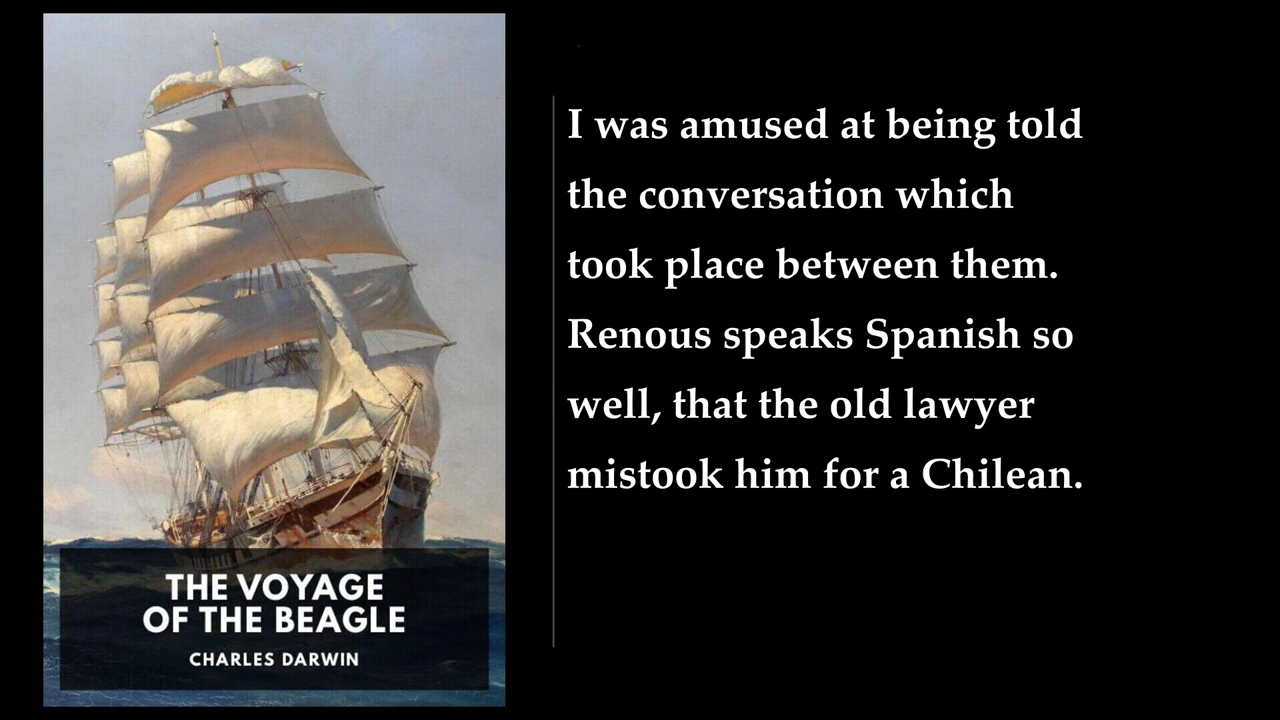 THE VOYAGE
OF THE BEAGLE
CHARLES DARWIN
I was amused at being told
the conversation which
took place between them.
Renous speaks Spanish so
well, that the old lawyer
mistook him for a Chilean.